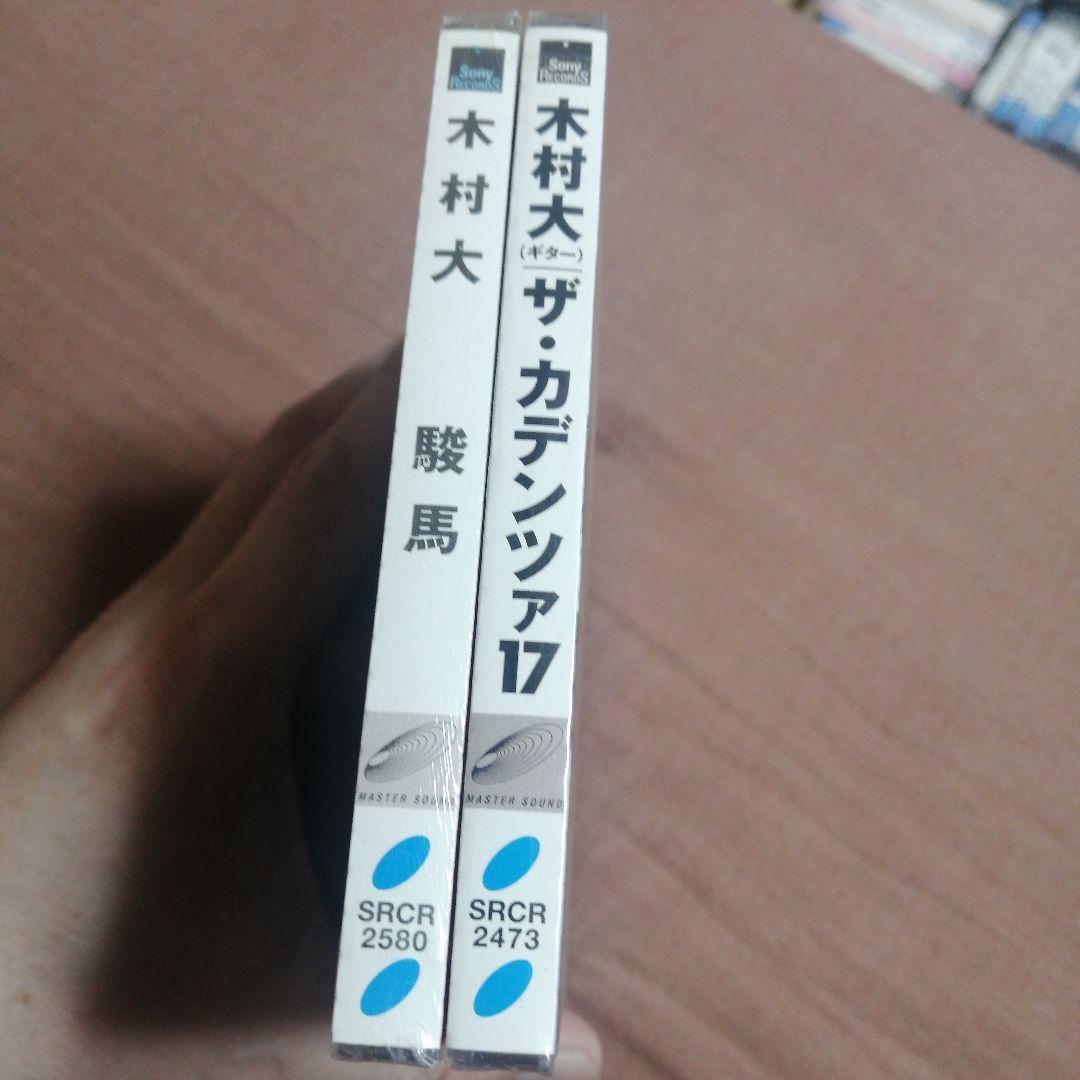 Sony
RECORDS
木村大
駿馬
MASTER SOUND
SRCR
2580
Sony
RECORDS
木村大
(ギター)
ザ・カデンツァ17
MASTER SOUND
SRCR
2473